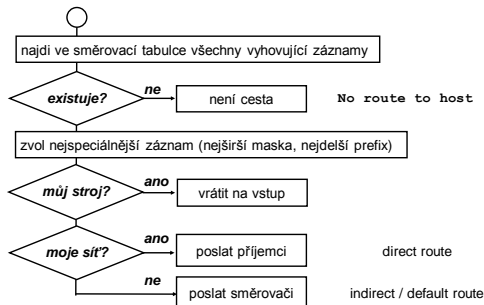 najdi ve směrovací tabulce všechny vyhovující záznamy
existuje?
ne
není cesta
No route to host
zvol nejspeciálnější záznam (nejširší maska, nejdelší prefix)
můj stroj?
ano
vrátit na vstup
moje síť?
ano
poslat příjemci
direct route
ne
poslat směrovači
indirect / default route